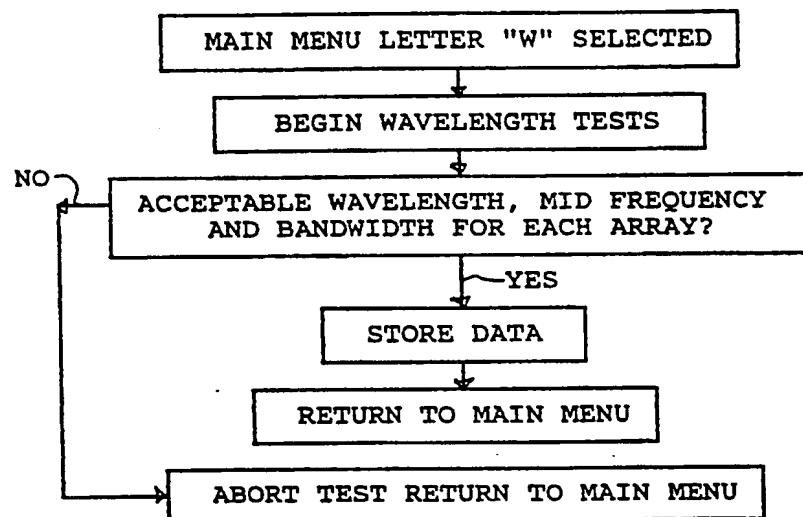 MAIN MENU LETTER "W" SELECTED
BEGIN WAVELENGTH TESTS
NO
ACCEPTABLE WAVELENGTH, MID FREQUENCY
AND BANDWIDTH FOR EACH ARRAY?
YES
STORE DATA
RETURN TO MAIN MENU
ABORT TEST RETURN TO MAIN MENU